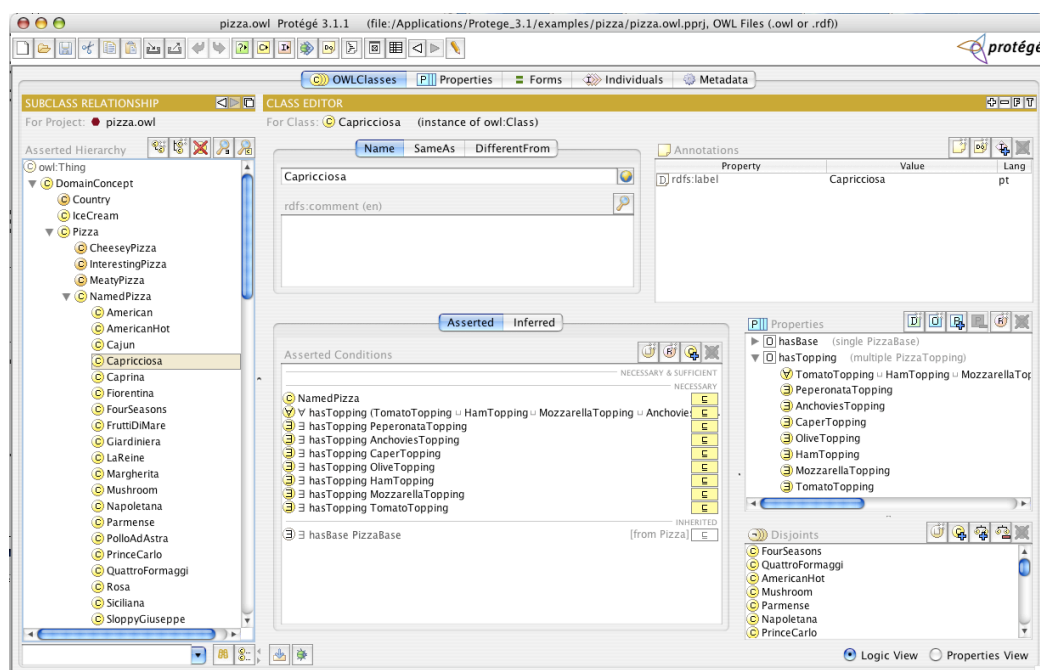 pizza.owl  Protégé 3.1.1    (file:/Applications/Protege_3.1/examples/pizza/pizza.owl.pprj, OWL Files (.owl or .rdf))
protégé
OWLClasses  Properties  Forms  Individuals  Metadata
SUBCLASS RELATIONSHIP
For Project: pizza.owl
Asserted Hierarchy
owl:Thing
DomainConcept
Country
IceCream
Pizza
CheeseyPizza
InterestingPizza
MeatyPizza
NamedPizza
American
AmericanHot
Cajun
Capricciosa
Caprina
Fiorentina
FourSeasons
FruttiDiMare
Giardiniera
LaReine
Margherita
Mushroom
Napoletana
Parmense
PolloAdAstra
PrinceCarlo
QuattroFormaggi
Rosa
Siciliana
SloppyGiuseppe
CLASS EDITOR
For Class: Capricciosa (instance of owl:Class)
Name  SameAs  DifferentFrom
Capricciosa
rdfs:comment (en)
Annotations
Property  Value  Lang
rdfs:label  Capricciosa  pt
Asserted  Inferred
Asserted Conditions
NECESSARY & SUFFICIENT
NECESSARY
NamedPizza
∀ hasTopping (TomatoTopping ⊔ HamTopping ⊔ MozzarellaTopping ⊔ Anchovies
∃ hasTopping PeperonataTopping
∃ hasTopping AnchoviesTopping
∃ hasTopping CaperTopping
∃ hasTopping OliveTopping
∃ hasTopping HamTopping
∃ hasTopping MozzarellaTopping
∃ hasTopping TomatoTopping
INHERITED
∃ hasBase PizzaBase  [from Pizza]
Properties
hasBase (single PizzaBase)
hasTopping (multiple PizzaTopping)
TomatoTopping ⊔ HamTopping ⊔ MozzarellaTop
PeperonataTopping
AnchoviesTopping
CaperTopping
OliveTopping
HamTopping
MozzarellaTopping
TomatoTopping
Disjoints
FourSeasons
QuattroFormaggi
AmericanHot
Mushroom
Parmense
Napoletana
PrinceCarlo
Logic View  Properties View